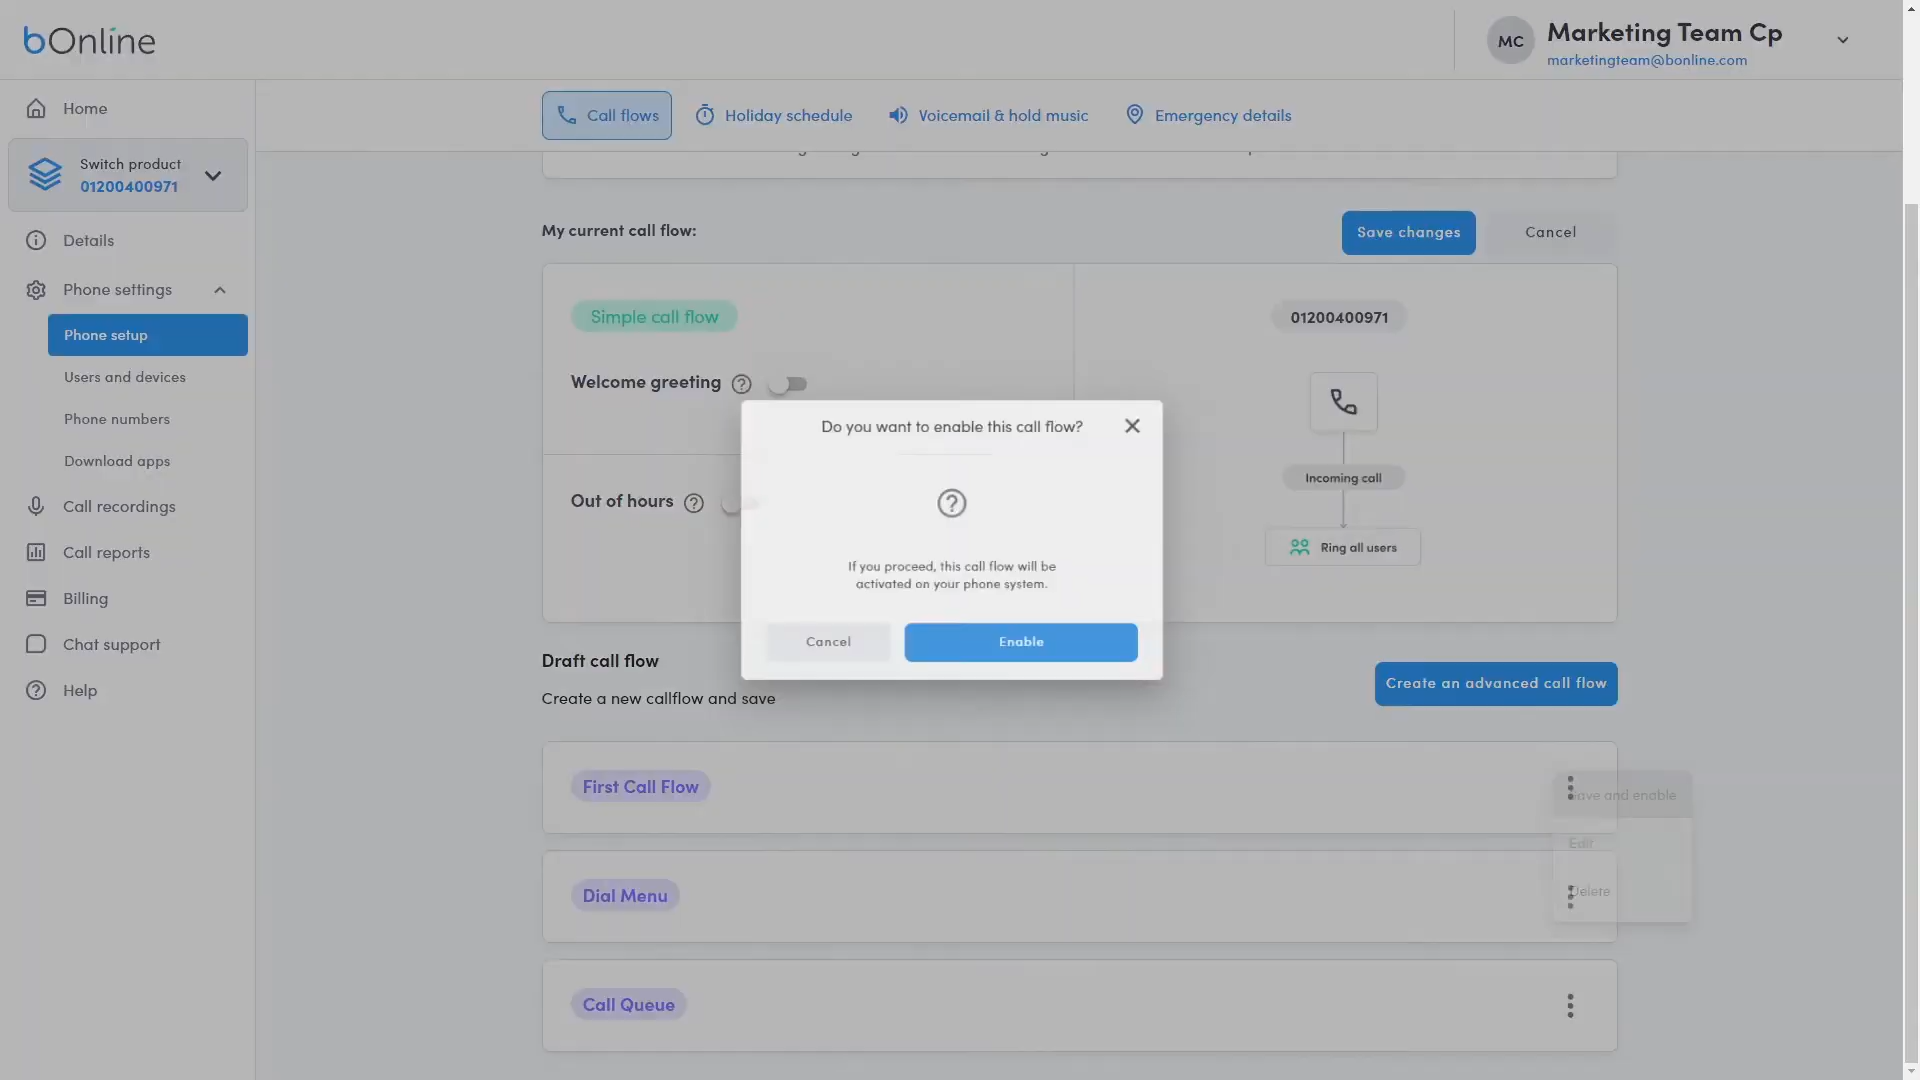 bOnline
MC
Marketing Team Cp
marketingteam@bonline.com
Home
Switch product
01200400971
Details
Phone settings
Phone setup
Users and devices
Phone numbers
Download apps
Call recordings
Call reports
Billing
Chat support
Help
Call flows
Holiday schedule
Voicemail & hold music
Emergency details
My current call flow:
Save changes
Cancel
Simple call flow
Welcome greeting
Out of hours
01200400971
Incoming call
Ring all users
Do you want to enable this call flow?
If you proceed, this call flow will be
activated on your phone system.
Cancel
Enable
Draft call flow
Create a new callflow and save
Create an advanced call flow
First Call Flow
Save and enable
Edit
Dial Menu
Delete
Call Queue